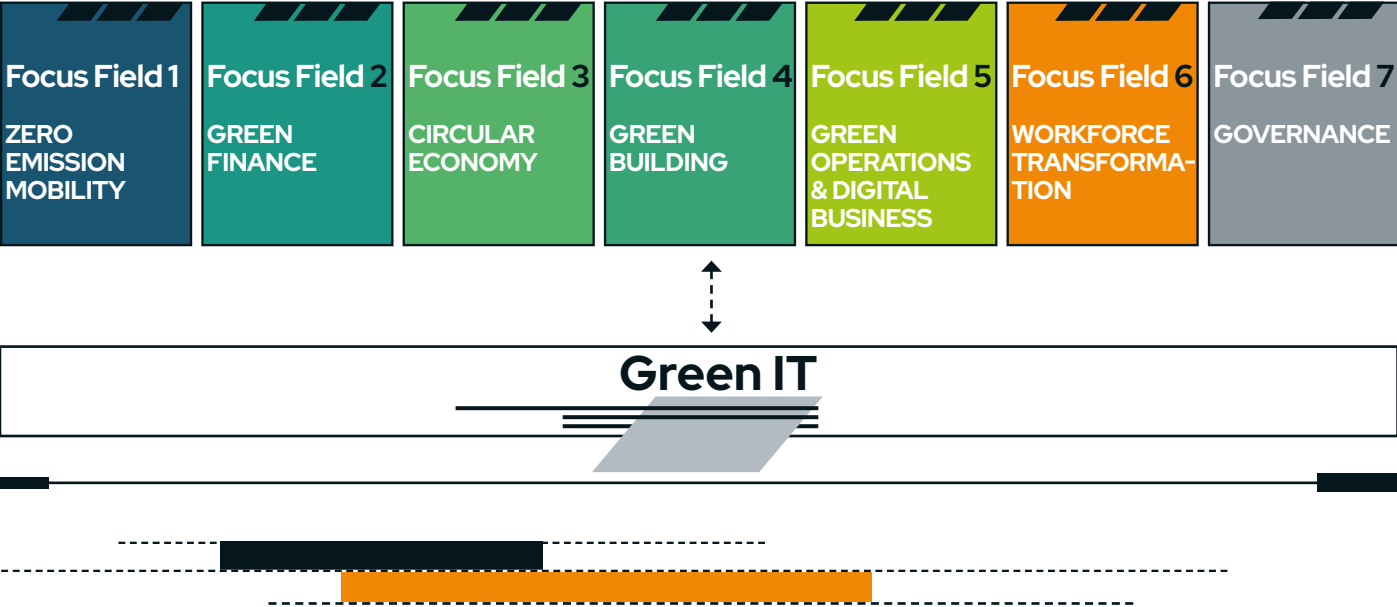 Focus Field 1
ZERO
EMISSION
MOBILITY
Focus Field 2
GREEN
FINANCE
Focus Field 3
CIRCULAR
ECONOMY
Focus Field 4
GREEN
BUILDING
Focus Field 5
GREEN
OPERATIONS
& DIGITAL
BUSINESS
Focus Field 6
WORKFORCE
TRANSFORMA-
TION
Focus Field 7
GOVERNANCE
Green IT